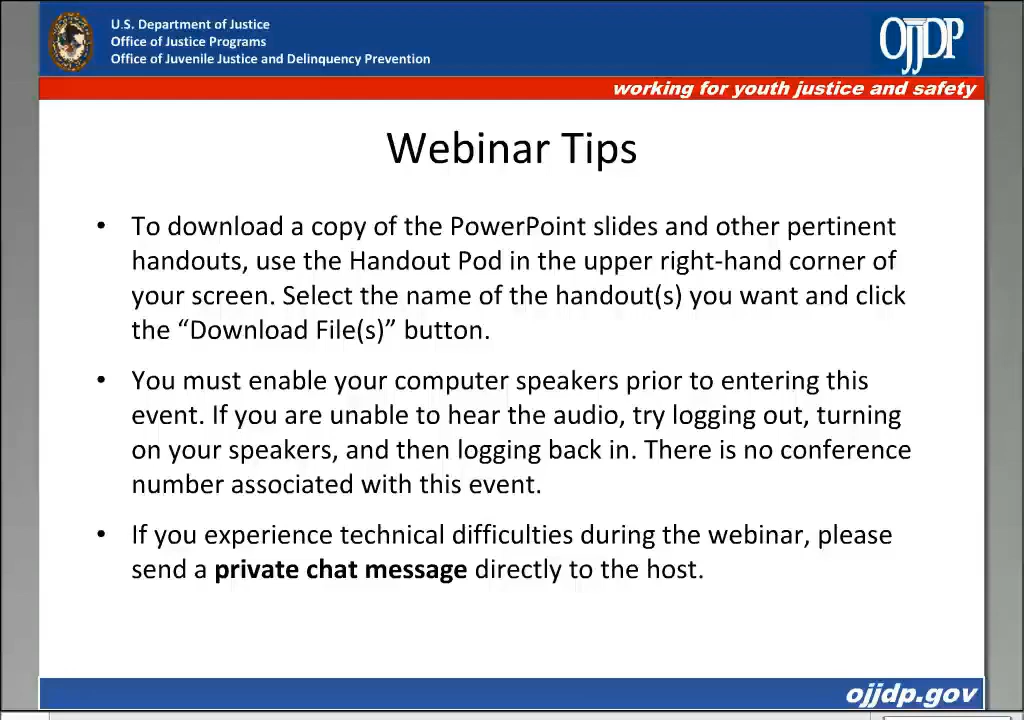 U.S. Department of Justice
Office of Justice Programs
Office of Juvenile Justice and Delinquency Prevention
OJJDP
working for youth justice and safety
Webinar Tips
• To download a copy of the PowerPoint slides and other pertinent
handouts, use the Handout Pod in the upper right-hand corner of
your screen. Select the name of the handout(s) you want and click
the “Download File(s)” button.
• You must enable your computer speakers prior to entering this
event. If you are unable to hear the audio, try logging out, turning
on your speakers, and then logging back in. There is no conference
number associated with this event.
• If you experience technical difficulties during the webinar, please
send a private chat message directly to the host.
ojjdp.gov